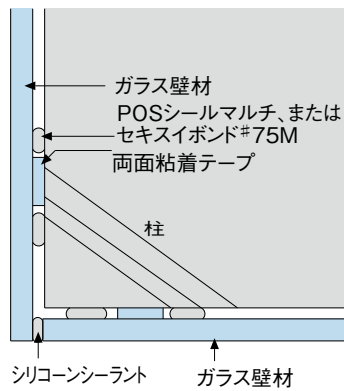 ガラス壁材
POSシールマルチ、または
セキスイボンド#75M
両面粘着テープ
柱
シリコーンシーラント
ガラス壁材